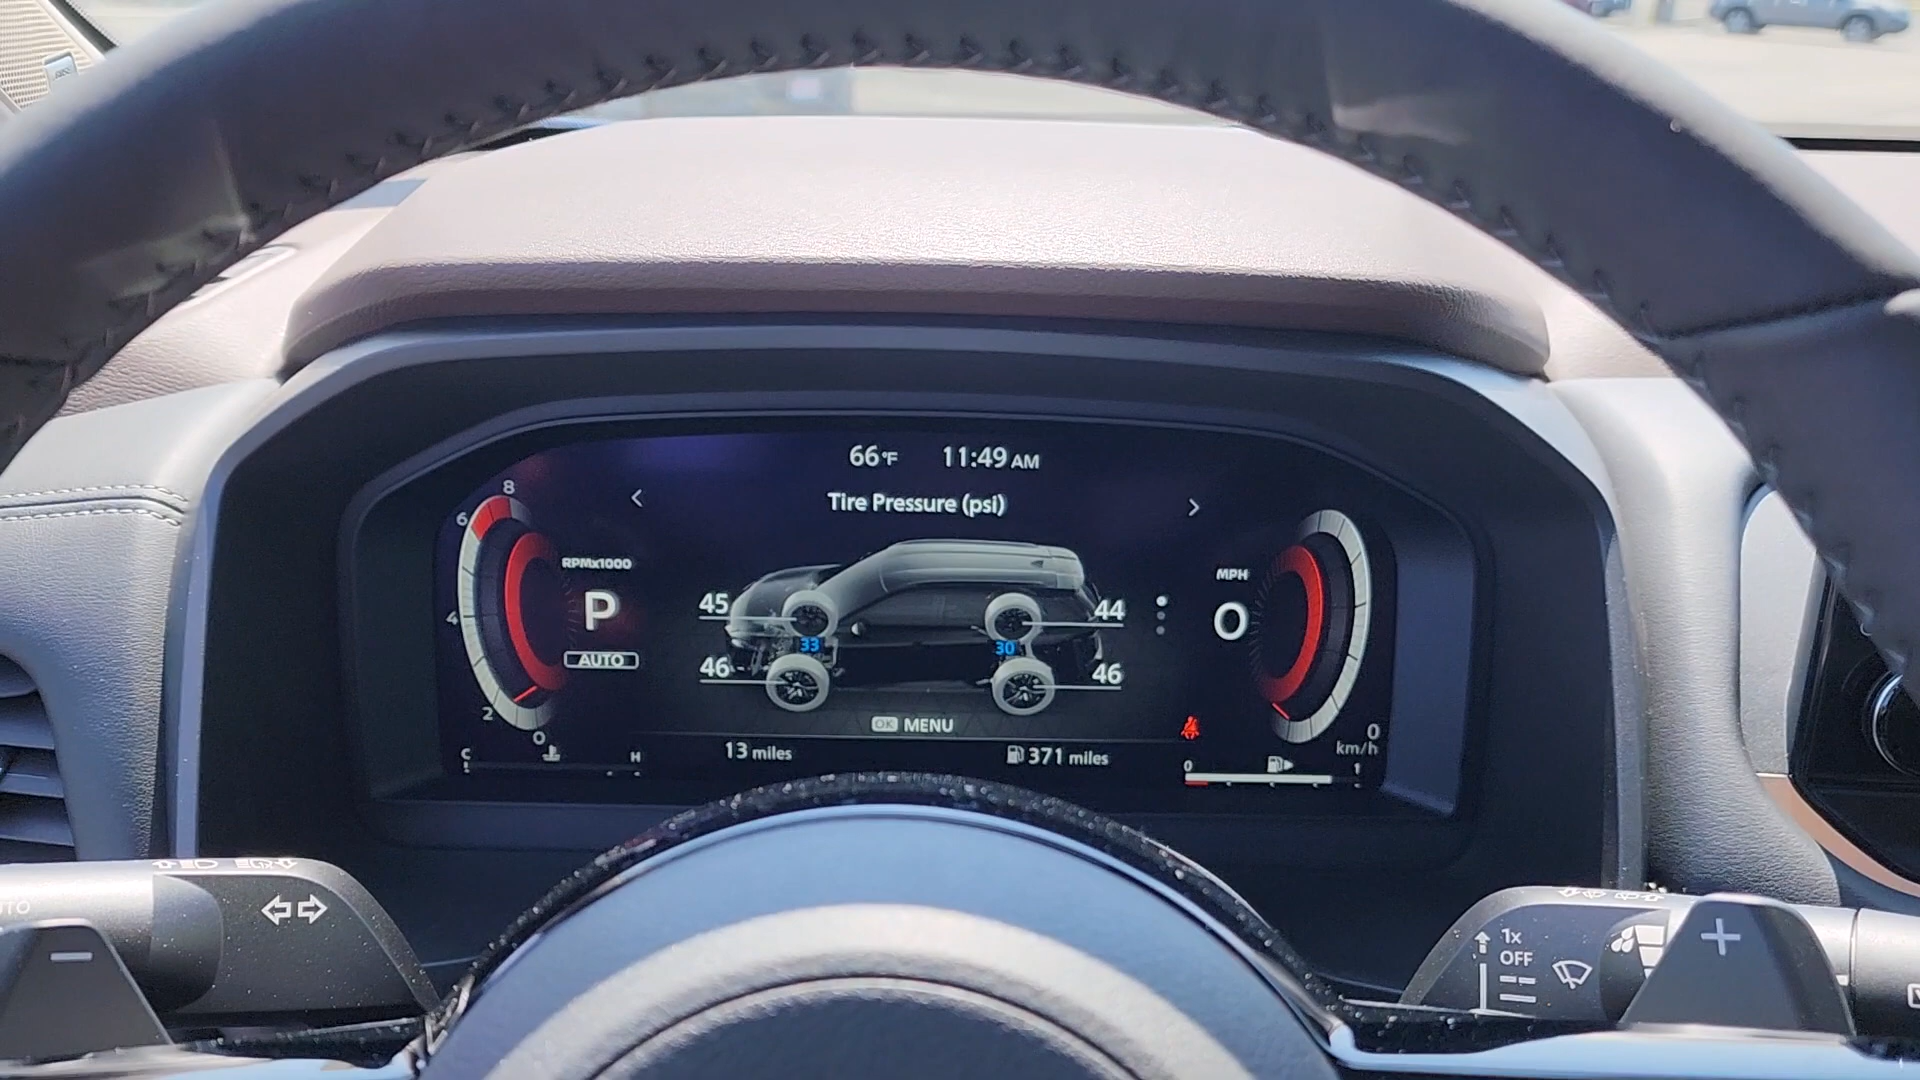 66°F 11:49 AM
< Tire Pressure (psi) >
8
6
4
2
0
RPMx1000
P
AUTO
45 44
33 30
46 46
OK MENU
MPH
0
0
km/h
C H
13 miles 371 miles
0 1
1x
OFF
− +